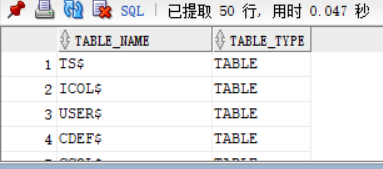 SQL | 已提取 50 行, 用时 0.047 秒
TABLE_NAME TABLE_TYPE
1 TS$ TABLE
2 ICOL$ TABLE
3 USER$ TABLE
4 CDEF$ TABLE